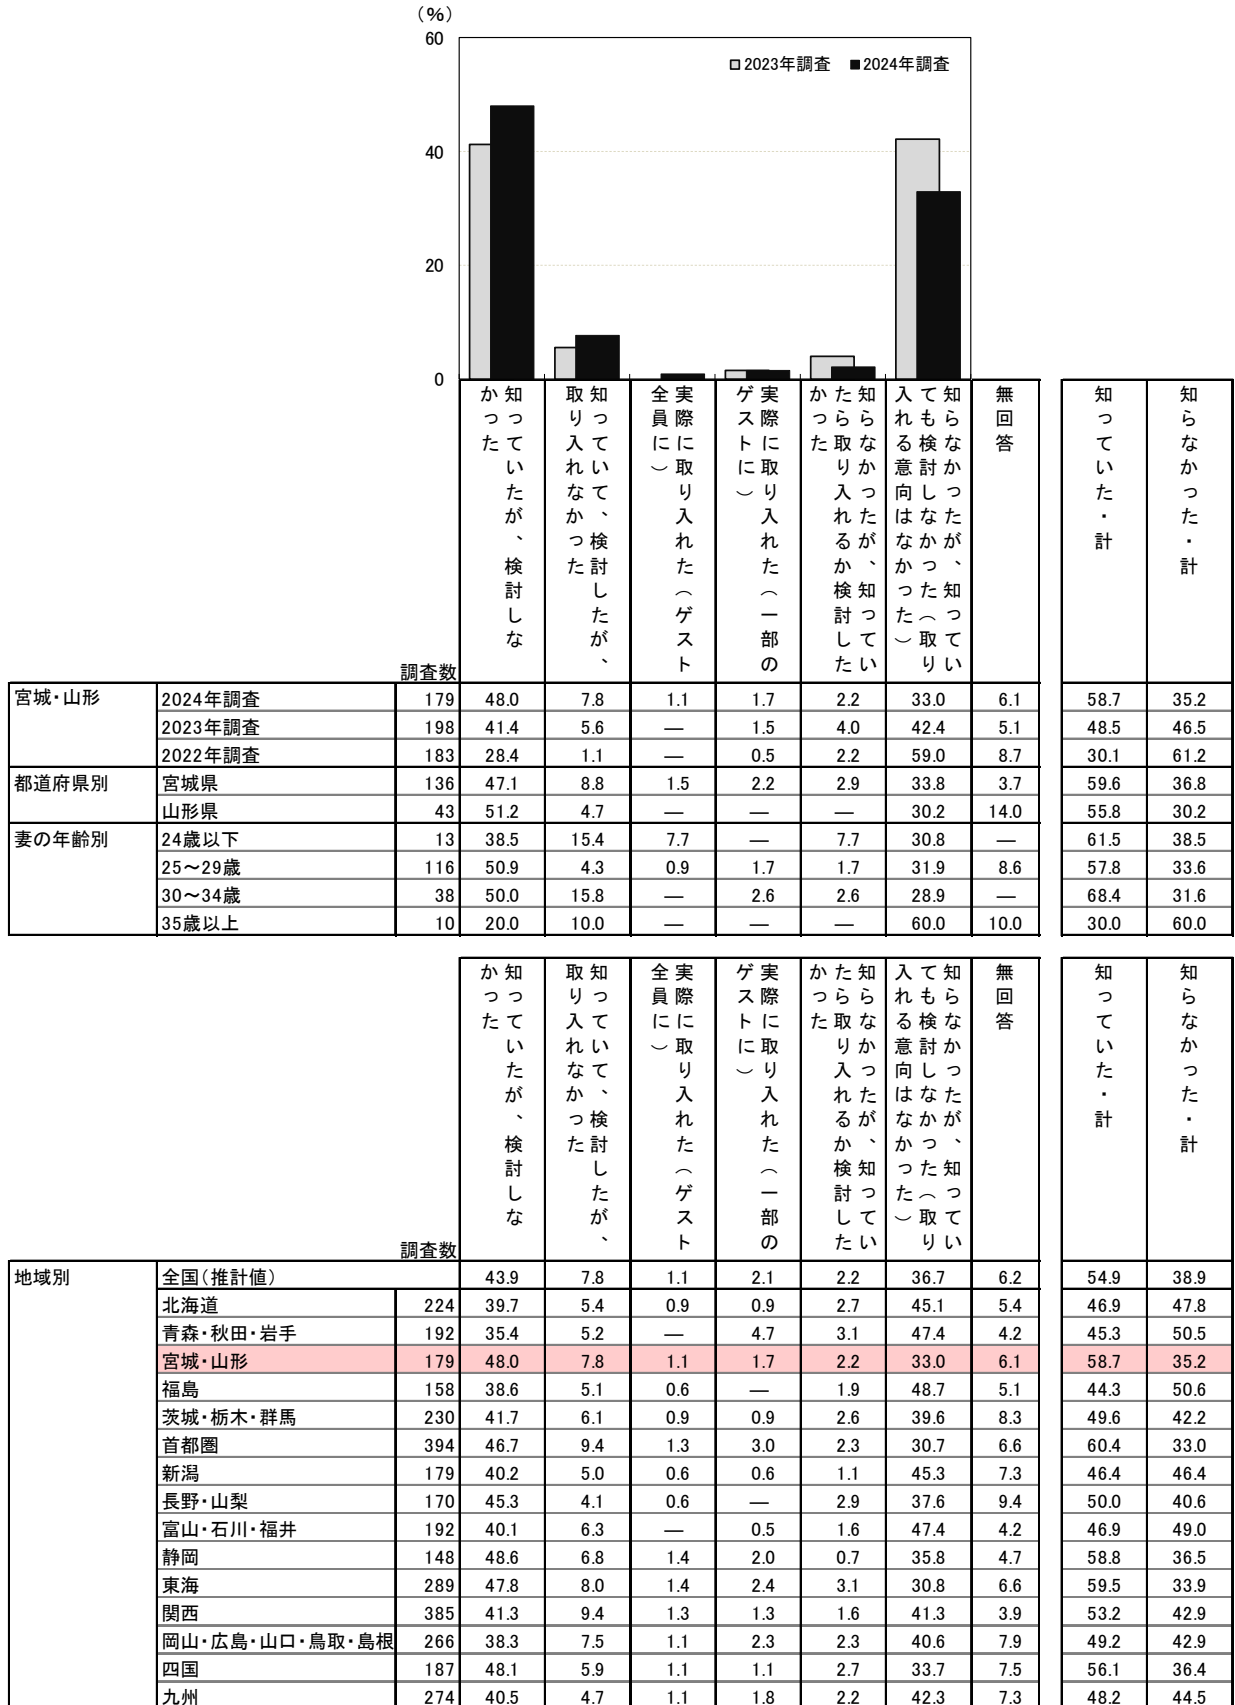 (%)
60
40
20
0
2023年調査 2024年調査
知っていたが、検討しなかった
知っていて、検討したが、取り入れなかった
実際に取り入れた(ゲスト全員に)
実際に取り入れた(一部のゲストに)
知らなかったが、知っていたら取り入れるか検討したかった
知らなかったが、知っていても検討しなかった(取り入れる意向はなかった)
無回答
知っていた・計
知らなかった・計
調査数
宮城・山形 2024年調査 179 48.0 7.8 1.1 1.7 2.2 33.0 6.1 58.7 35.2
2023年調査 198 41.4 5.6 — 1.5 4.0 42.4 5.1 48.5 46.5
2022年調査 183 28.4 1.1 — 0.5 2.2 59.0 8.7 30.1 61.2
都道府県別 宮城県 136 47.1 8.8 1.5 2.2 2.9 33.8 3.7 59.6 36.8
山形県 43 51.2 4.7 — — — 30.2 14.0 55.8 30.2
妻の年齢別 24歳以下 13 38.5 15.4 7.7 — 7.7 30.8 — 61.5 38.5
25~29歳 116 50.9 4.3 0.9 1.7 1.7 31.9 8.6 57.8 33.6
30~34歳 38 50.0 15.8 — 2.6 2.6 28.9 — 68.4 31.6
35歳以上 10 20.0 10.0 — — — 60.0 10.0 30.0 60.0
知っていたが、検討しなかった
知っていて、検討したが、取り入れなかった
実際に取り入れた(ゲスト全員に)
実際に取り入れた(一部のゲストに)
知らなかったが、知っていたら取り入れるか検討したかった
知らなかったが、知っていても検討しなかった(取り入れる意向はなかった)
無回答
知っていた・計
知らなかった・計
調査数
地域別 全国(推計値) 43.9 7.8 1.1 2.1 2.2 36.7 6.2 54.9 38.9
北海道 224 39.7 5.4 0.9 0.9 2.7 45.1 5.4 46.9 47.8
青森・秋田・岩手 192 35.4 5.2 — 4.7 3.1 47.4 4.2 45.3 50.5
宮城・山形 179 48.0 7.8 1.1 1.7 2.2 33.0 6.1 58.7 35.2
福島 158 38.6 5.1 0.6 — 1.9 48.7 5.1 44.3 50.6
茨城・栃木・群馬 230 41.7 6.1 0.9 0.9 2.6 39.6 8.3 49.6 42.2
首都圏 394 46.7 9.4 1.3 3.0 2.3 30.7 6.6 60.4 33.0
新潟 179 40.2 5.0 0.6 0.6 1.1 45.3 7.3 46.4 46.4
長野・山梨 170 45.3 4.1 0.6 — 2.9 37.6 9.4 50.0 40.6
富山・石川・福井 192 40.1 6.3 — 0.5 1.6 47.4 4.2 46.9 49.0
静岡 148 48.6 6.8 1.4 2.0 0.7 35.8 4.7 58.8 36.5
東海 289 47.8 8.0 1.4 2.4 3.1 30.8 6.6 59.5 33.9
関西 385 41.3 9.4 1.3 1.3 1.6 41.3 3.9 53.2 42.9
岡山・広島・山口・鳥取・島根 266 38.3 7.5 1.1 2.3 2.3 40.6 7.9 49.2 42.9
四国 187 48.1 5.9 1.1 1.1 2.7 33.7 7.5 56.1 36.4
九州 274 40.5 4.7 1.1 1.8 2.2 42.3 7.3 48.2 44.5